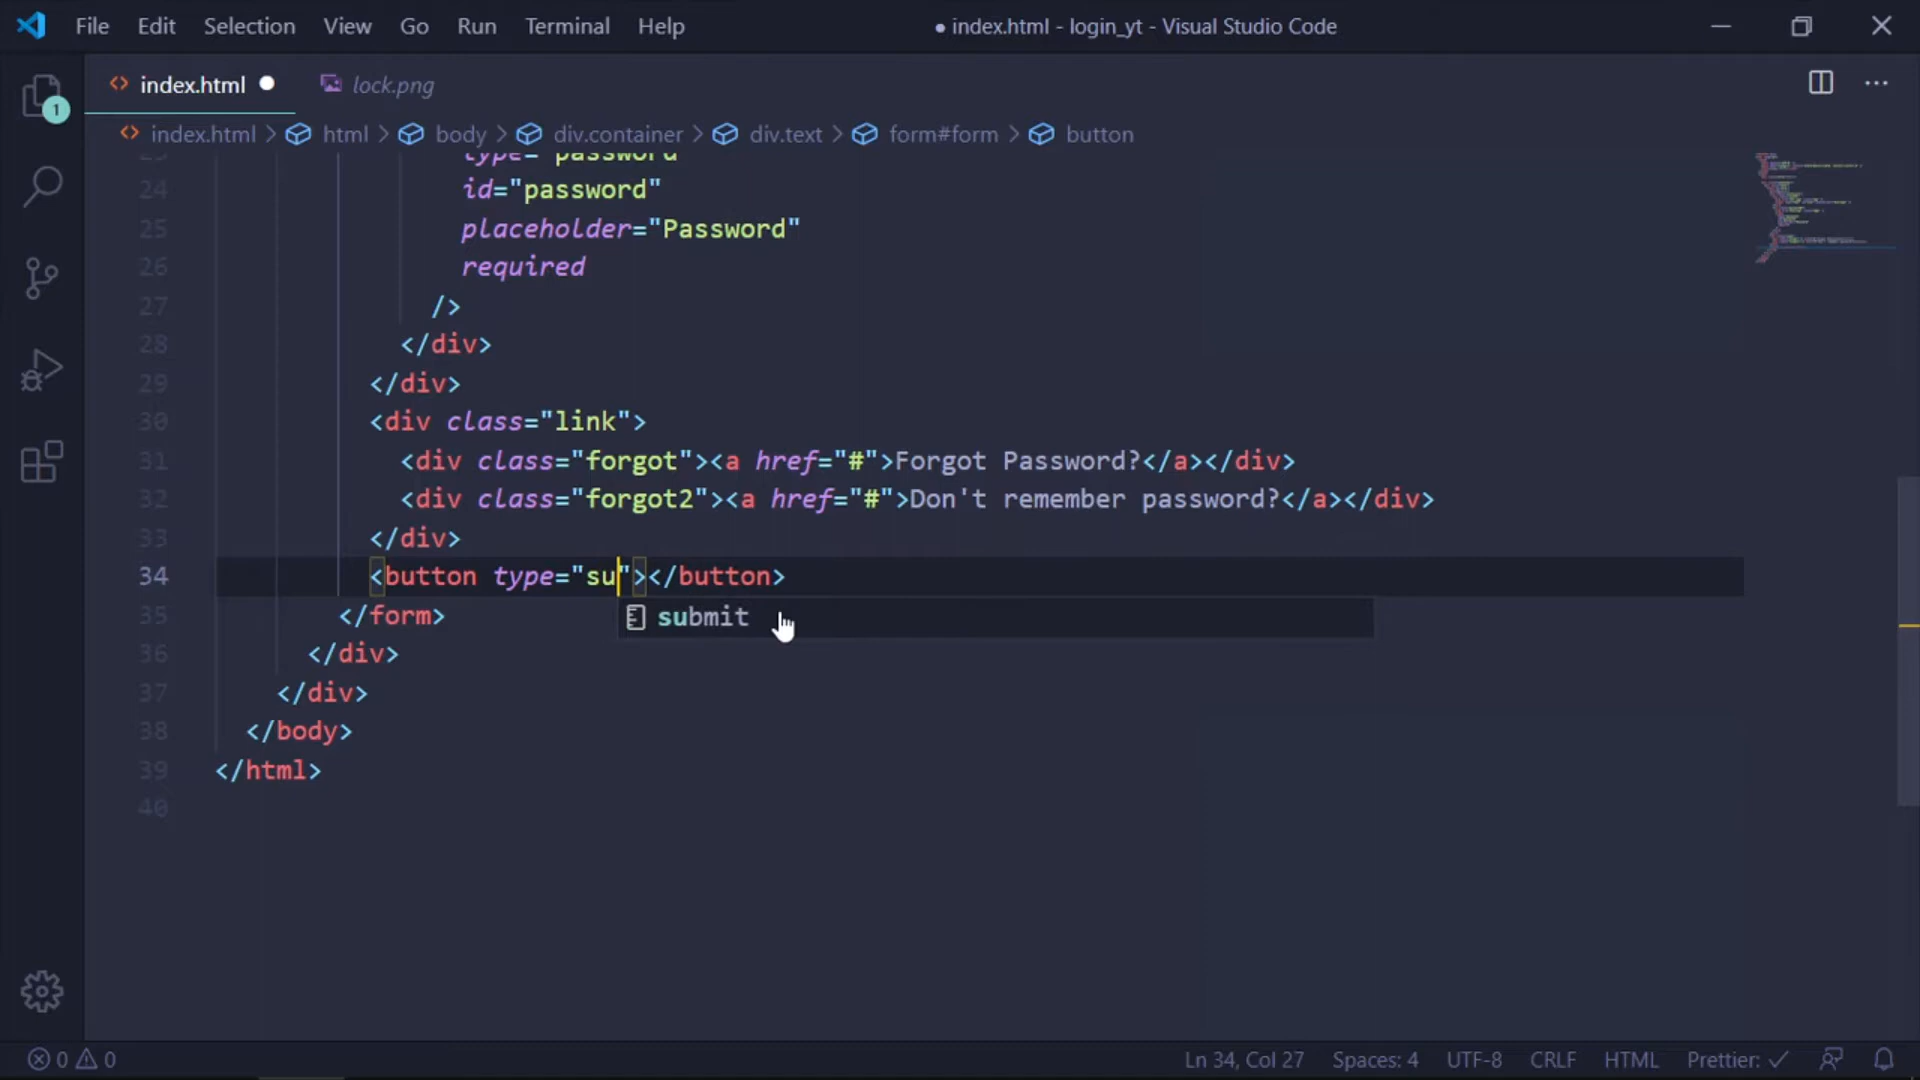 File Edit Selection View Go Run Terminal Help ● index.html - login_yt - Visual Studio Code
index.html lock.png
index.html > html > body > div.container > div.text > form#form > button
1
23 type="password"
24 id="password"
25 placeholder="Password"
26 required
27 />
28 </div>
29 </div>
30 <div class="link">
31 <div class="forgot"><a href="#">Forgot Password?</a></div>
32 <div class="forgot2"><a href="#">Don't remember password?</a></div>
33 </div>
34 <button type="su"></button>
submit
35 </form>
36 </div>
37 </div>
38 </body>
39 </html>
40
0 0 Ln 34, Col 27 Spaces: 4 UTF-8 CRLF HTML Prettier: ✓